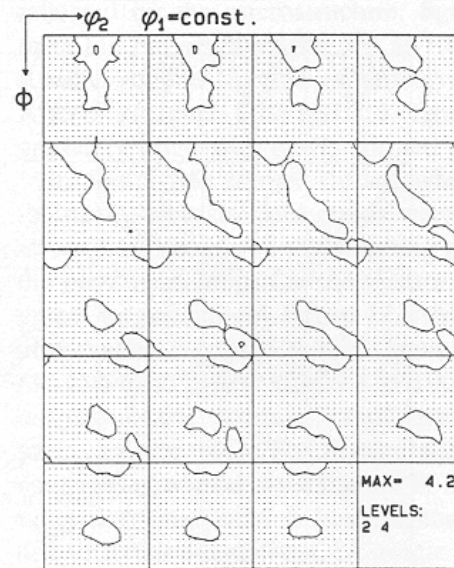 φ₂ φ₁=const.
Φ
MAX= 4.2
LEVELS:
2 4